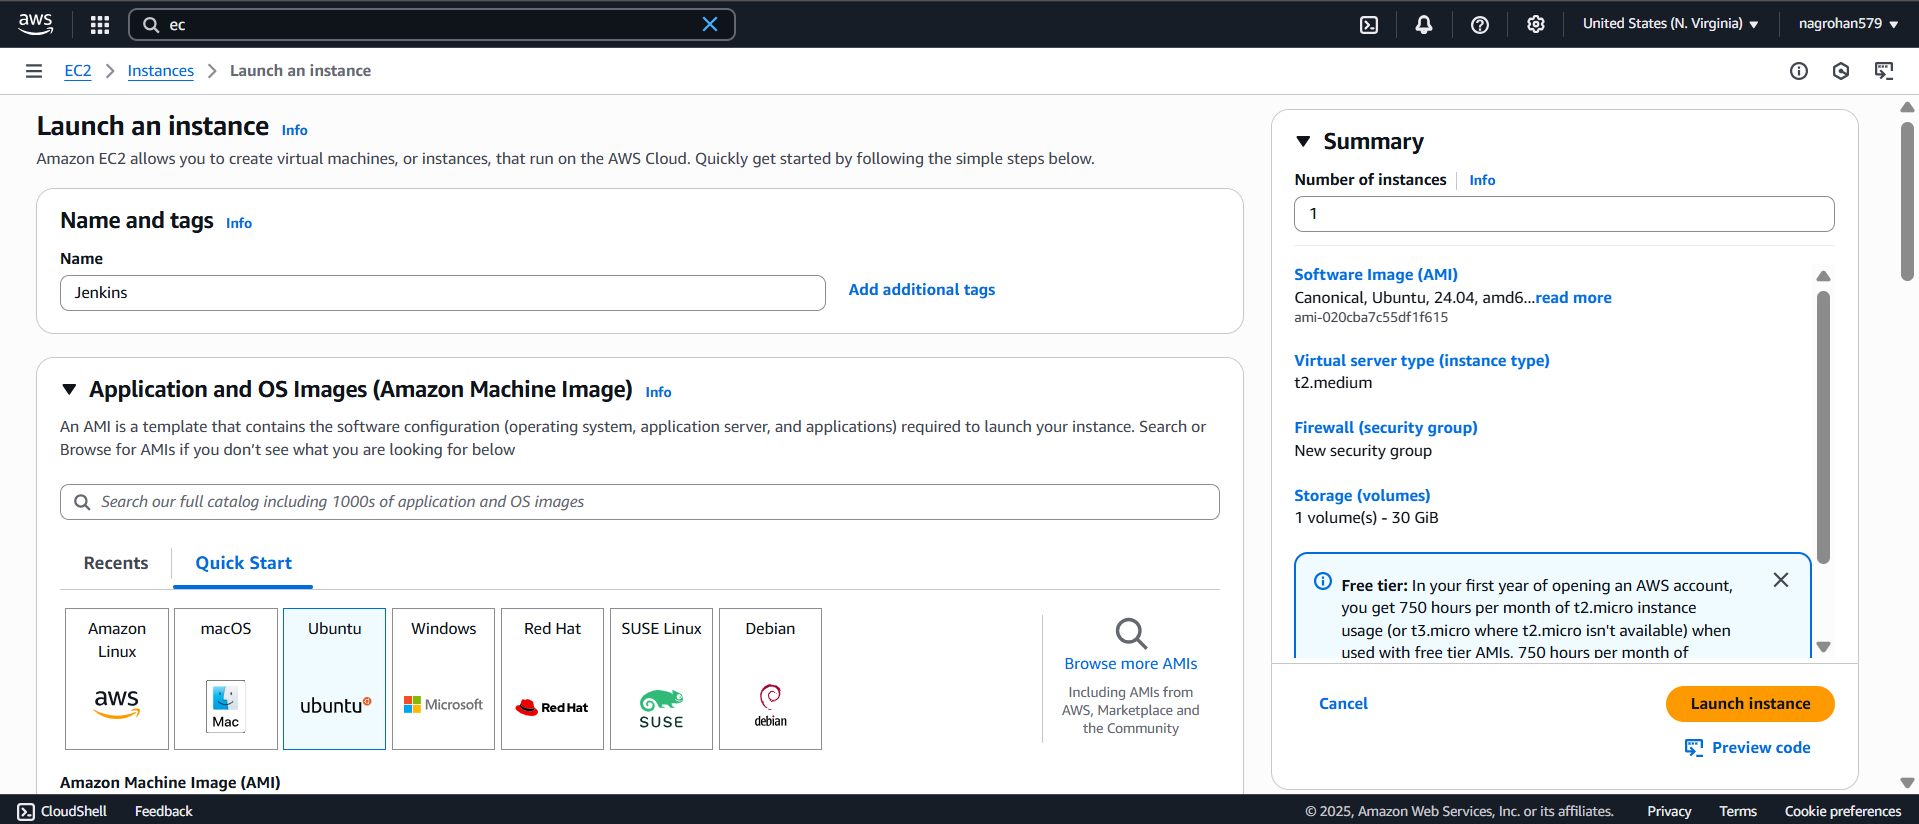 aws
ec
United States (N. Virginia)
nagrohan579
EC2
Instances
Launch an instance
Launch an instance Info
Amazon EC2 allows you to create virtual machines, or instances, that run on the AWS Cloud. Quickly get started by following the simple steps below.
Name and tags Info
Name
Jenkins
Add additional tags
Application and OS Images (Amazon Machine Image) Info
An AMI is a template that contains the software configuration (operating system, application server, and applications) required to launch your instance. Search or
Browse for AMIs if you don’t see what you are looking for below
Search our full catalog including 1000s of application and OS images
Recents
Quick Start
Amazon
Linux
aws
macOS
Mac
Ubuntu
ubuntu
Windows
Microsoft
Red Hat
Red Hat
SUSE Linux
SUSE
Debian
debian
Browse more AMIs
Including AMIs from
AWS, Marketplace and
the Community
Amazon Machine Image (AMI)
Summary
Number of instances Info
1
Software Image (AMI)
Canonical, Ubuntu, 24.04, amd6...read more
ami-020cba7c55df1f615
Virtual server type (instance type)
t2.medium
Firewall (security group)
New security group
Storage (volumes)
1 volume(s) - 30 GiB
Free tier: In your first year of opening an AWS account,
you get 750 hours per month of t2.micro instance
usage (or t3.micro where t2.micro isn't available) when
used with free tier AMIs, 750 hours per month of
Cancel
Launch instance
Preview code
CloudShell
Feedback
© 2025, Amazon Web Services, Inc. or its affiliates.
Privacy
Terms
Cookie preferences